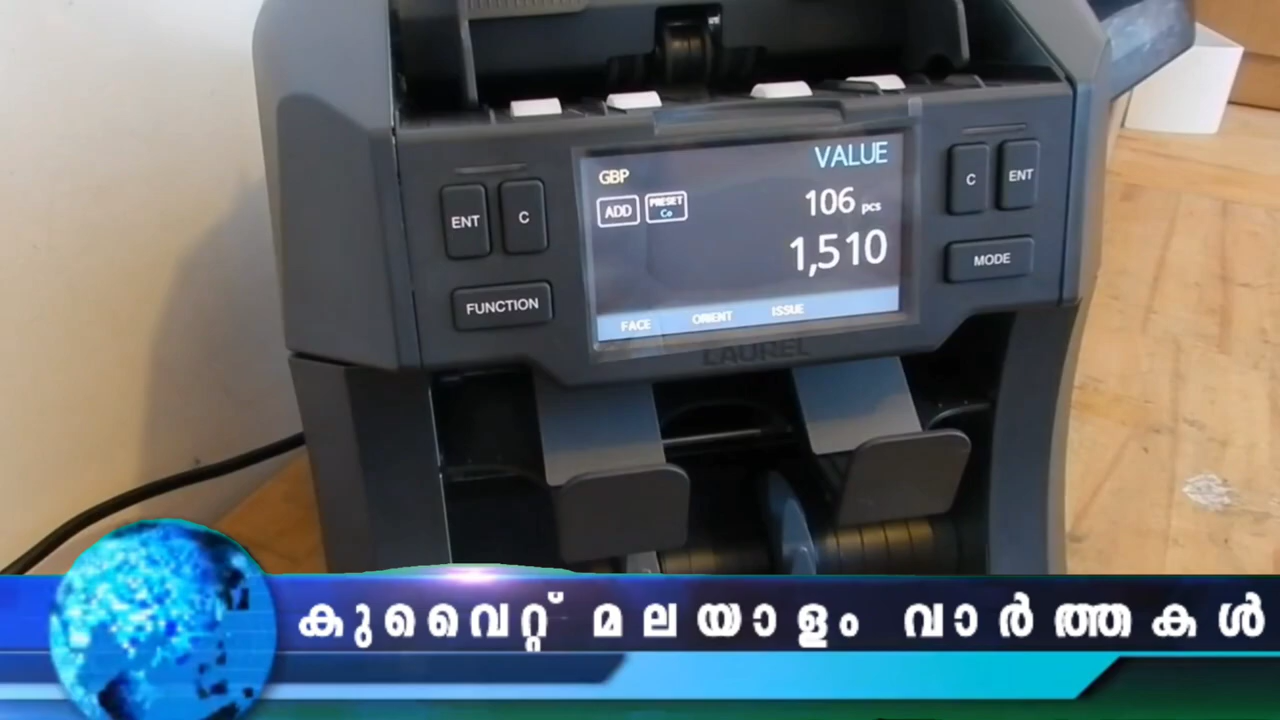 VALUE
GBP
ADD PRESET Co
106 pcs
1,510
FACE ORIENT ISSUE
ENT C
FUNCTION
C ENT
MODE
LAUREL
കുവൈറ്റ് മലയാളം വാർത്തകൾ